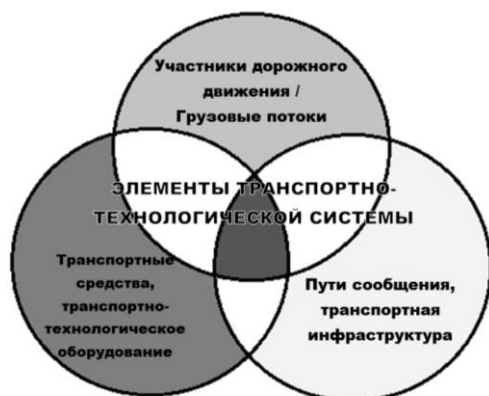 Участники дорожного
движения /
Грузовые потоки
ЭЛЕМЕНТЫ ТРАНСПОРТНО-
ТЕХНОЛОГИЧЕСКОЙ СИСТЕМЫ
Транспортные
средства,
транспортно-
технологическое
оборудование
Пути сообщения,
транспортная
инфраструктура